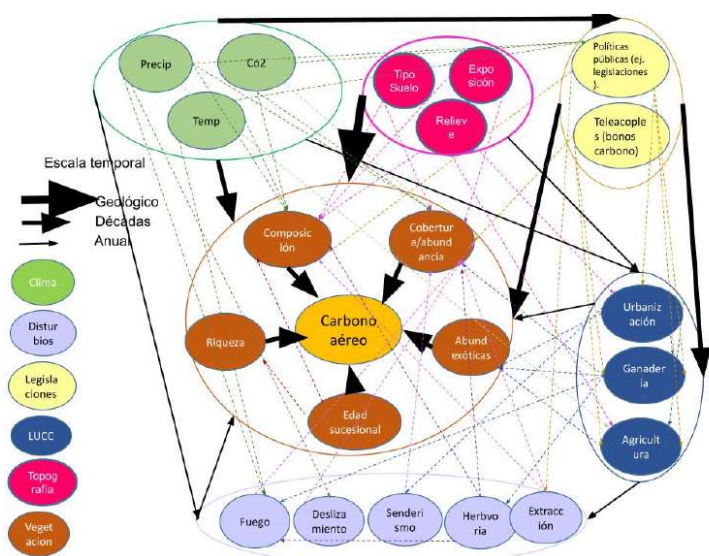 Precip
Co2
Temp
Tipo
Suelo
Expo
sicón
Reliev
e
Políticas
públicas (ej.
legislaciones
).
Teleacople
s (bonos
carbono)
Escala temporal
Geológico
Décadas
Anual
Clima
Distur
bios
Legisla
ciones
LUCC
Topog
rafía
Veget
acion
Composic
ión
Cobertur
a/abun
dancia
Carbono
aéreo
Riqueza
Abund
exóticas
Edad
sucesional
Urbaniz
ación
Ganader
ía
Agricult
ura
Fuego
Desliza
miento
Senderi
smo
Herbvo
ría
Extracc
ión